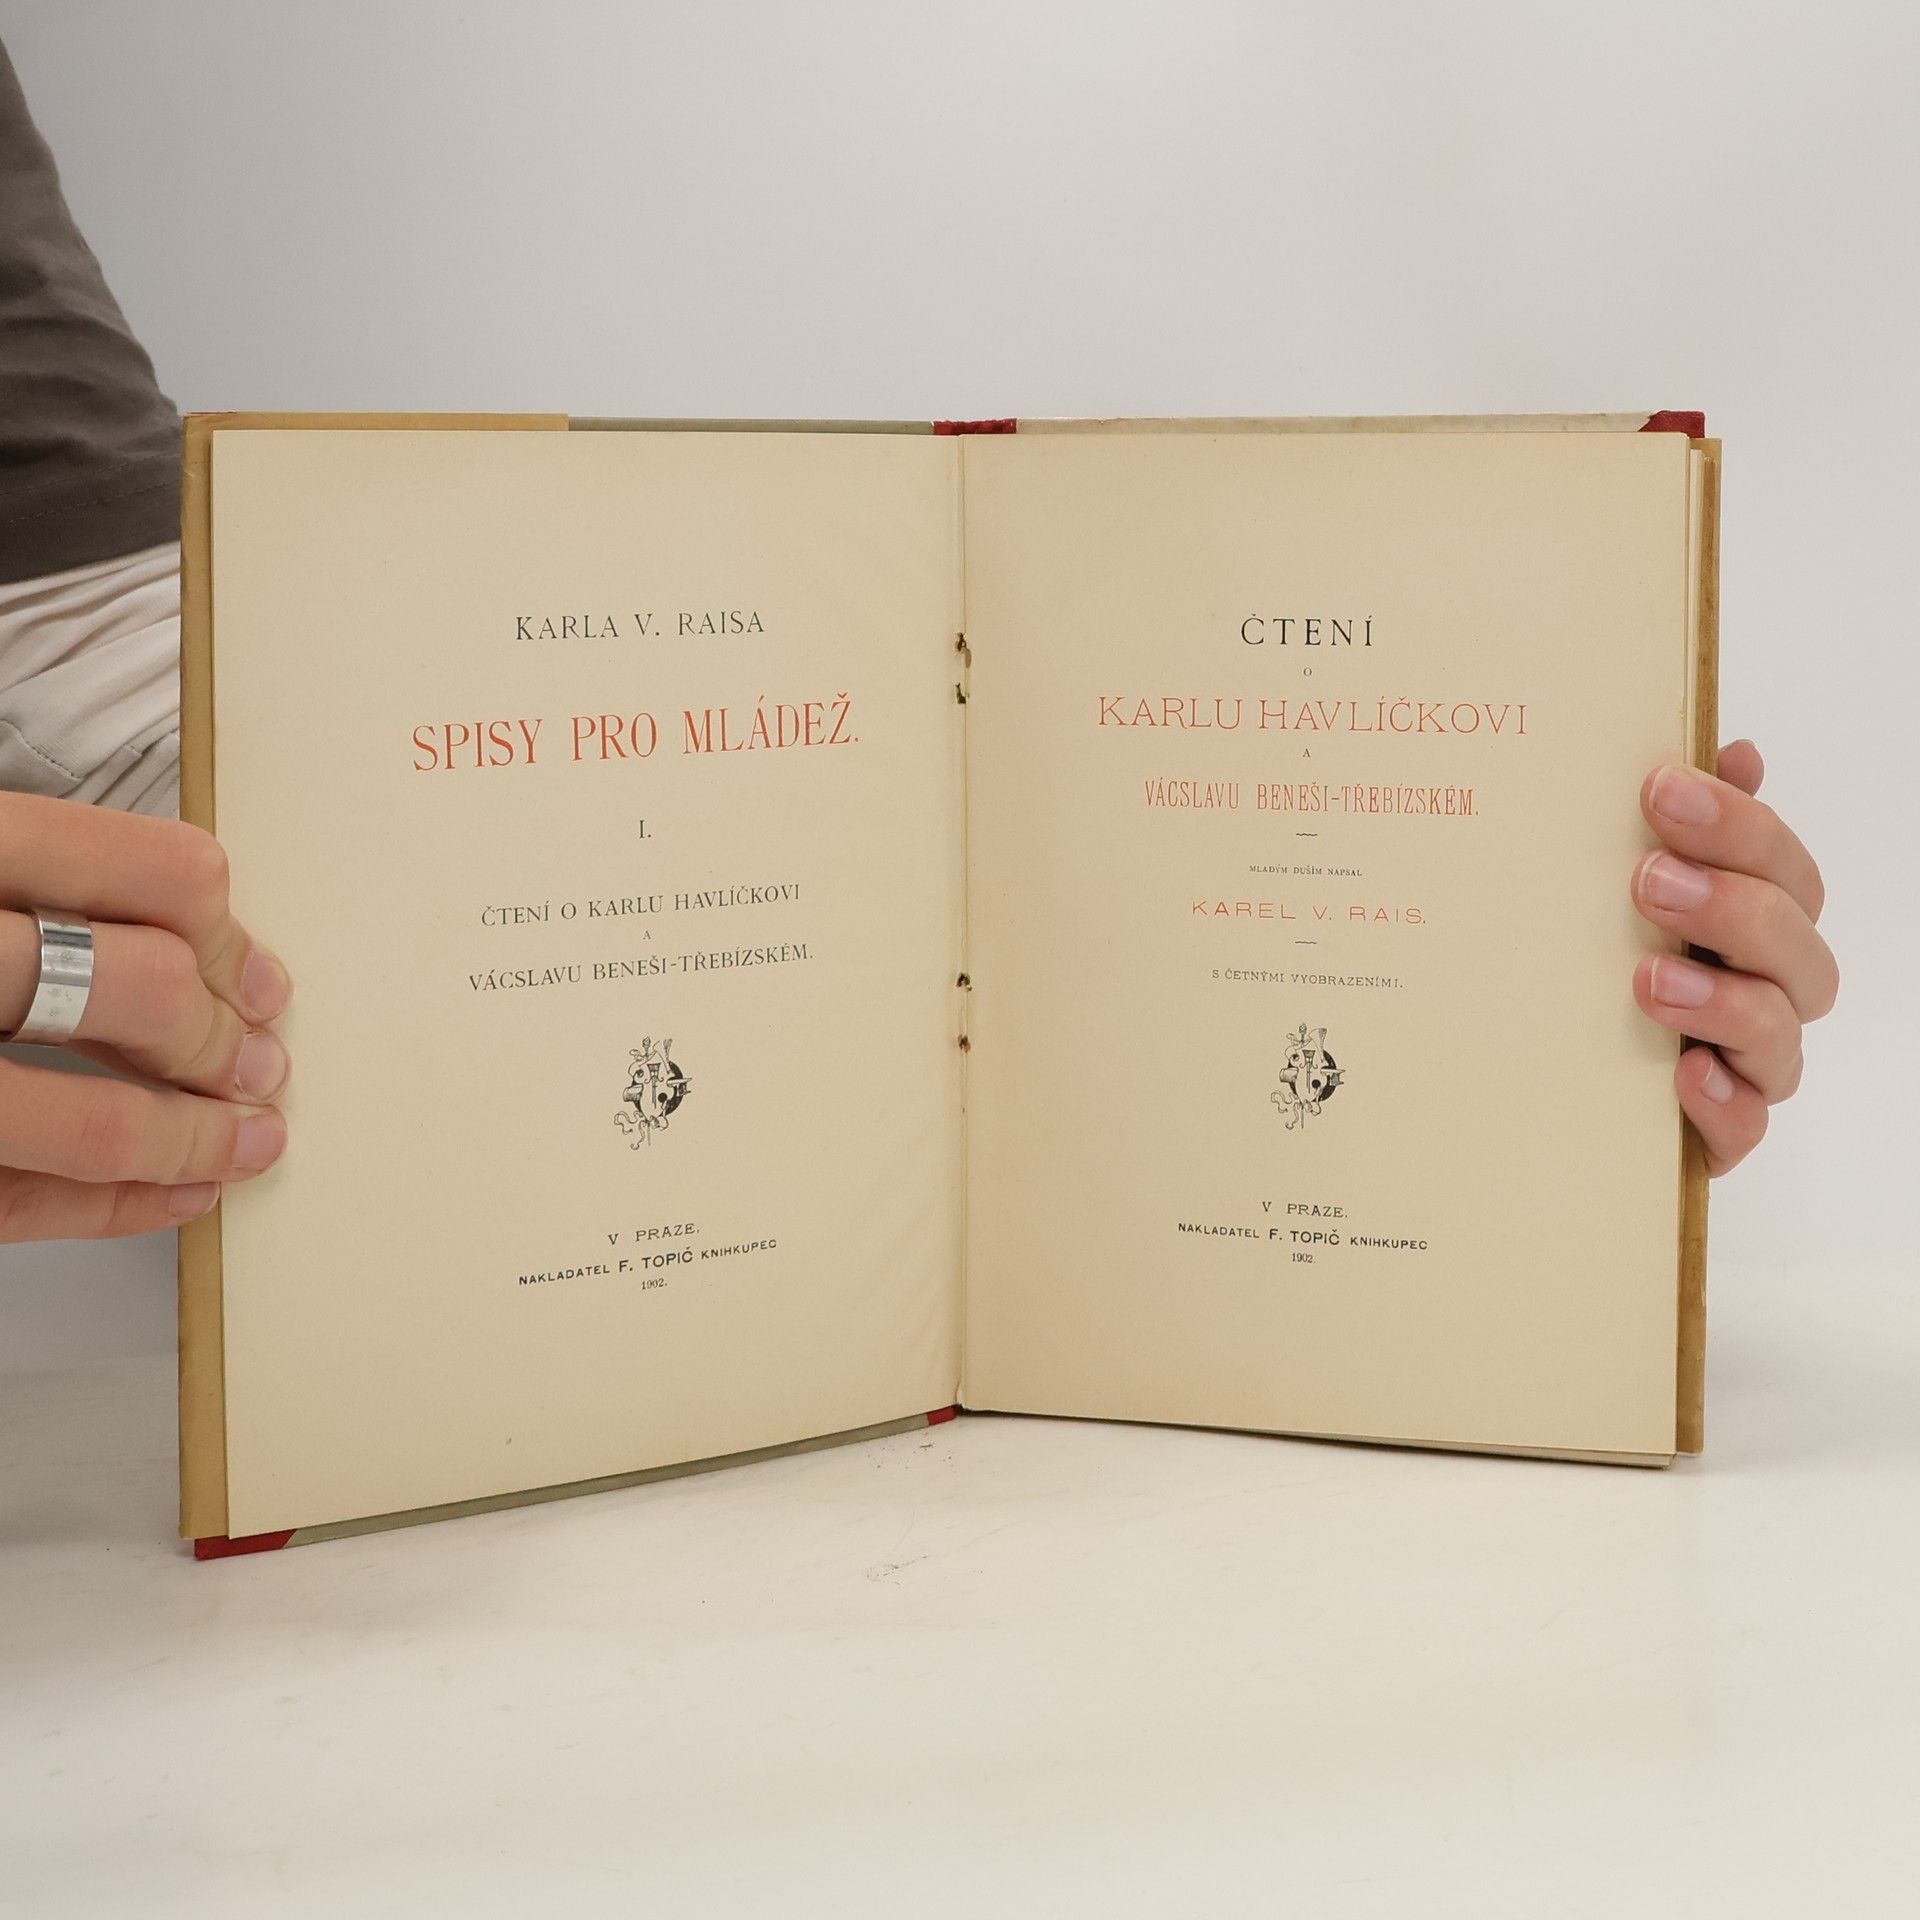 KARLA V. RAISA
SPISY PRO MLÁDEŽ.
I.
ČTENÍ O KARLU HAVLÍČKOVI
A
VÁCSLAVU BENEŠI-TŘEBÍZSKÉM.
V PRAZE.
NAKLADATEL F. TOPIČ KNIHKUPEC
1902.
ČTENÍ
O
KARLU HAVLÍČKOVI
A
VÁCSLAVU BENEŠI-TŘEBÍZSKÉM.
MLADÝM DUŠÍM NAPSAL
KAREL V. RAIS.
S ČETNÝMI VYOBRAZENÍMI.
V PRAZE.
NAKLADATEL F. TOPIČ KNIHKUPEC
1902.